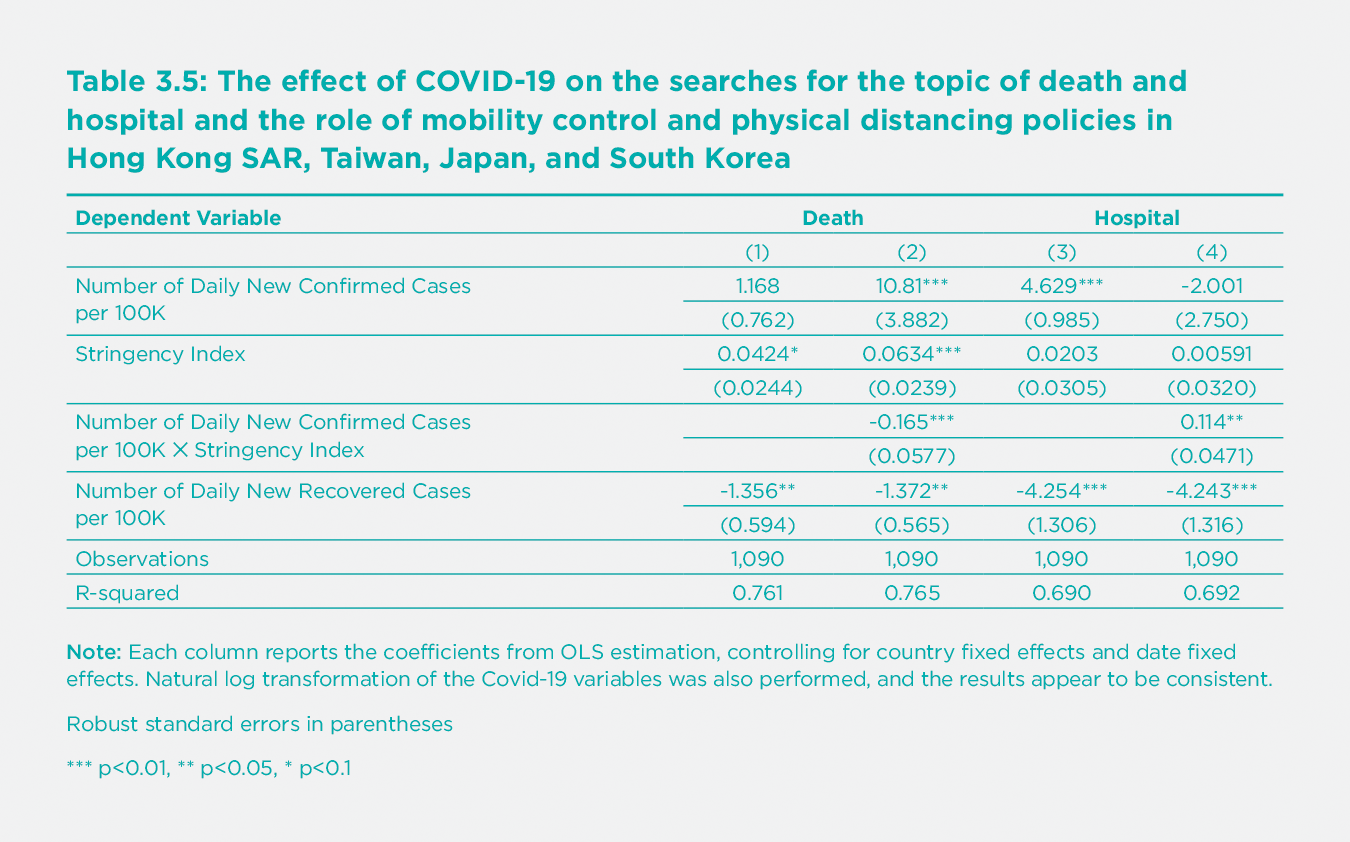 Table 3.5: The effect of COVID-19 on the searches for the topic of death and
hospital and the role of mobility control and physical distancing policies in
Hong Kong SAR, Taiwan, Japan, and South Korea
Dependent Variable Death Hospital
(1) (2) (3) (4)
Number of Daily New Confirmed Cases 1.168 10.81*** 4.629*** -2.001
per 100K (0.762) (3.882) (0.985) (2.750)
Stringency Index 0.0424* 0.0634*** 0.0203 0.00591
(0.0244) (0.0239) (0.0305) (0.0320)
Number of Daily New Confirmed Cases -0.165*** 0.114**
per 100K ✕ Stringency Index (0.0577) (0.0471)
Number of Daily New Recovered Cases -1.356** -1.372** -4.254*** -4.243***
per 100K (0.594) (0.565) (1.306) (1.316)
Observations 1,090 1,090 1,090 1,090
R-squared 0.761 0.765 0.690 0.692
Note: Each column reports the coefficients from OLS estimation, controlling for country fixed effects and date fixed
effects. Natural log transformation of the Covid-19 variables was also performed, and the results appear to be consistent.
Robust standard errors in parentheses
*** p<0.01, ** p<0.05, * p<0.1